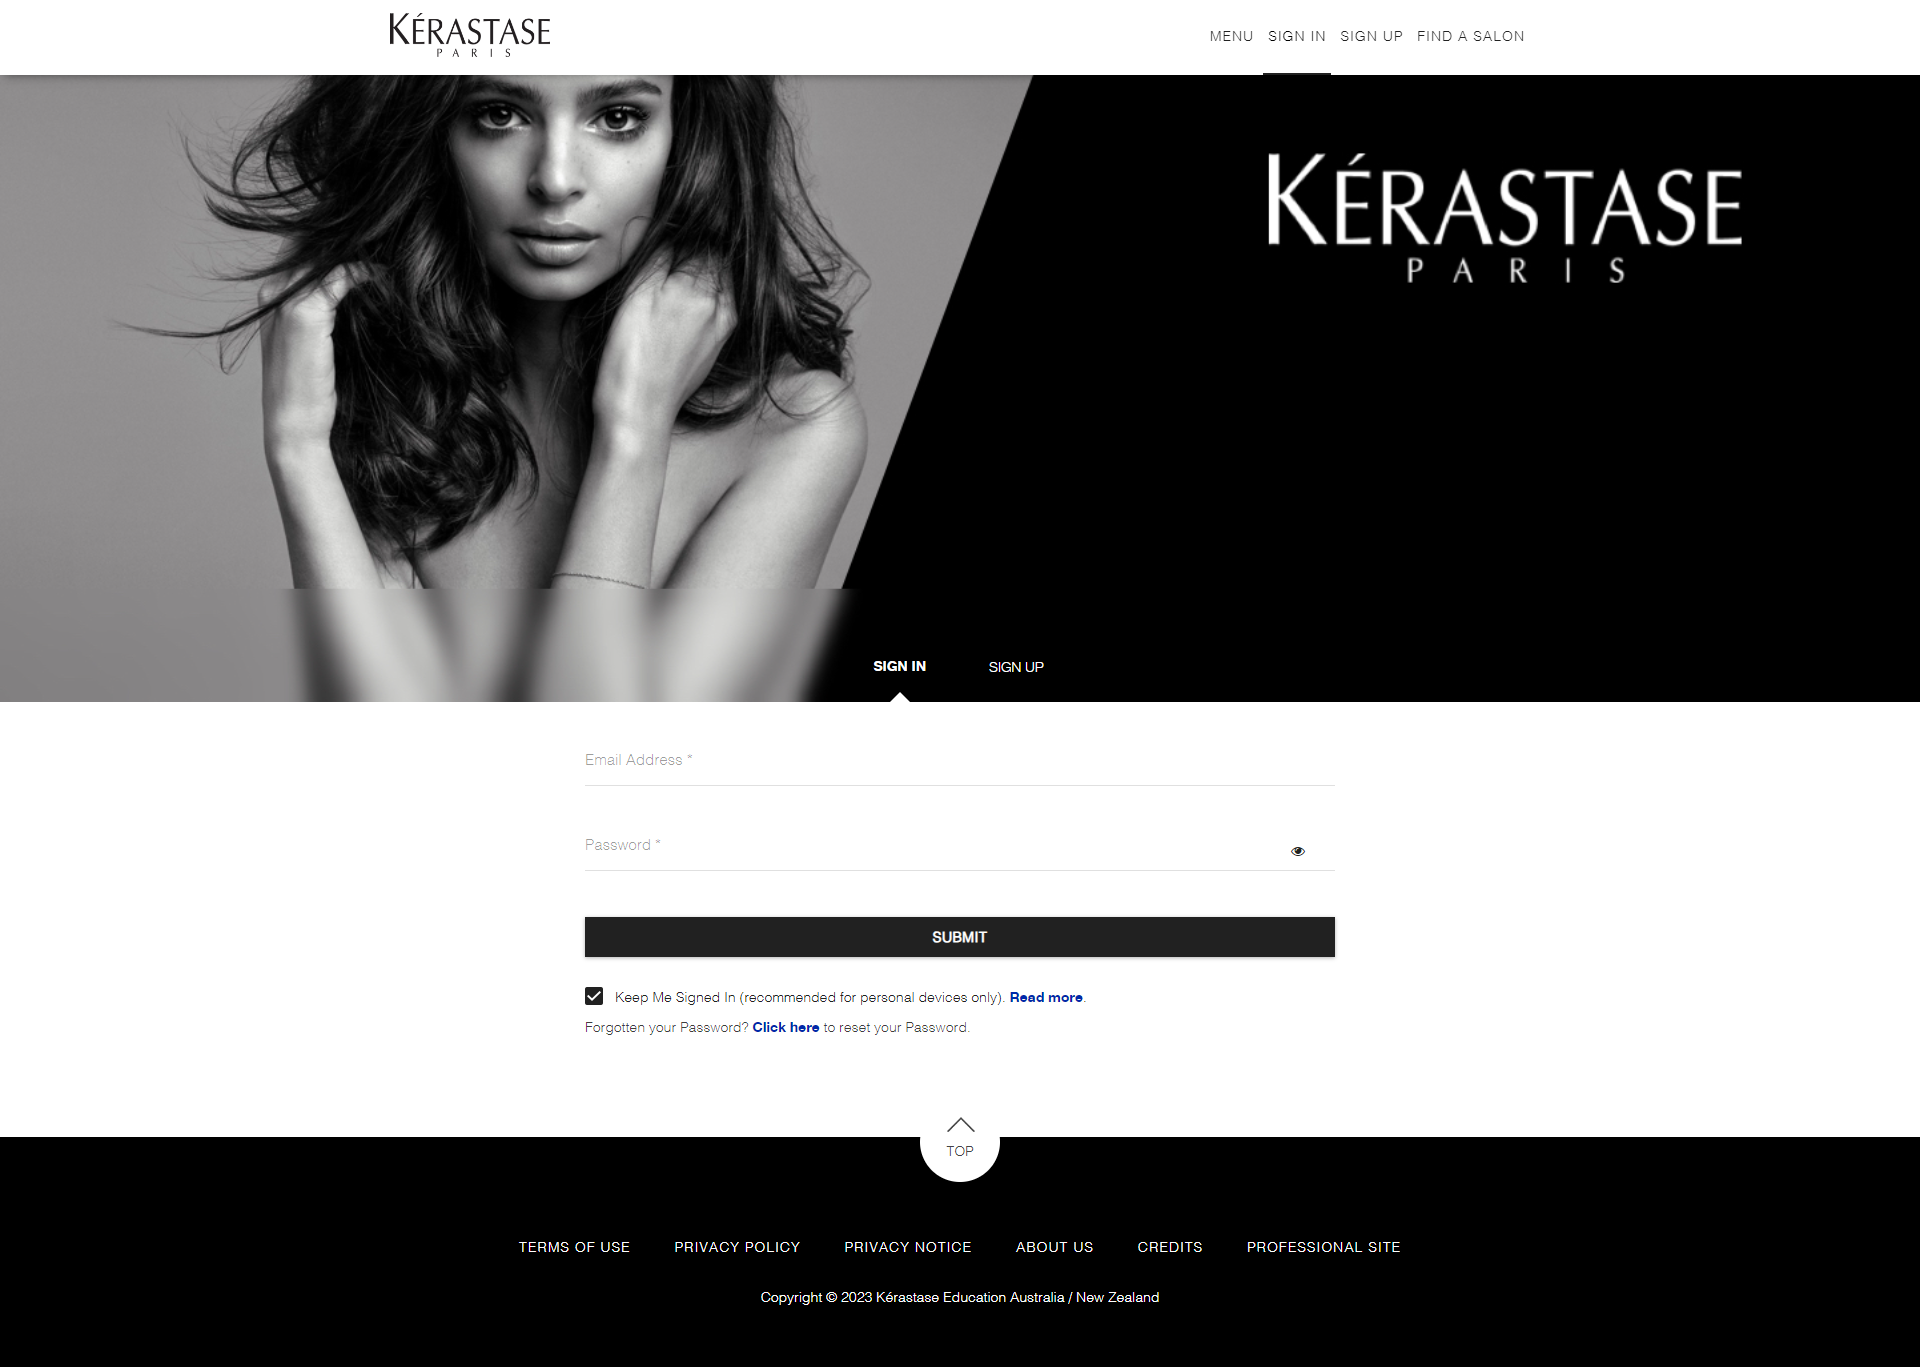 KÉRASTASE
PARIS
MENU SIGN IN SIGN UP FIND A SALON
KÉRASTASE
PARIS
SIGN IN SIGN UP
Email Address *
Password *
SUBMIT
Keep Me Signed In (recommended for personal devices only). Read more.
Forgotten your Password? Click here to reset your Password.
TOP
TERMS OF USE PRIVACY POLICY PRIVACY NOTICE ABOUT US CREDITS PROFESSIONAL SITE
Copyright © 2023 Kérastase Education Australia / New Zealand